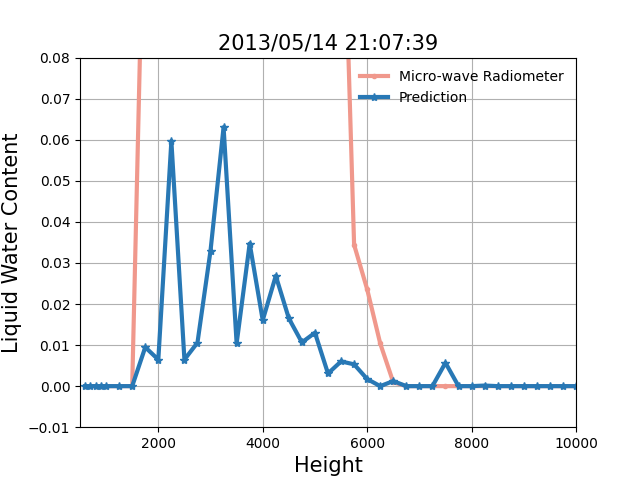 2013/05/14 21:07:39
Liquid Water Content
0.08
0.07
0.06
0.05
0.04
0.03
0.02
0.01
0.00
−0.01
Micro-wave Radiometer
Prediction
2000 4000 6000 8000 10000
Height